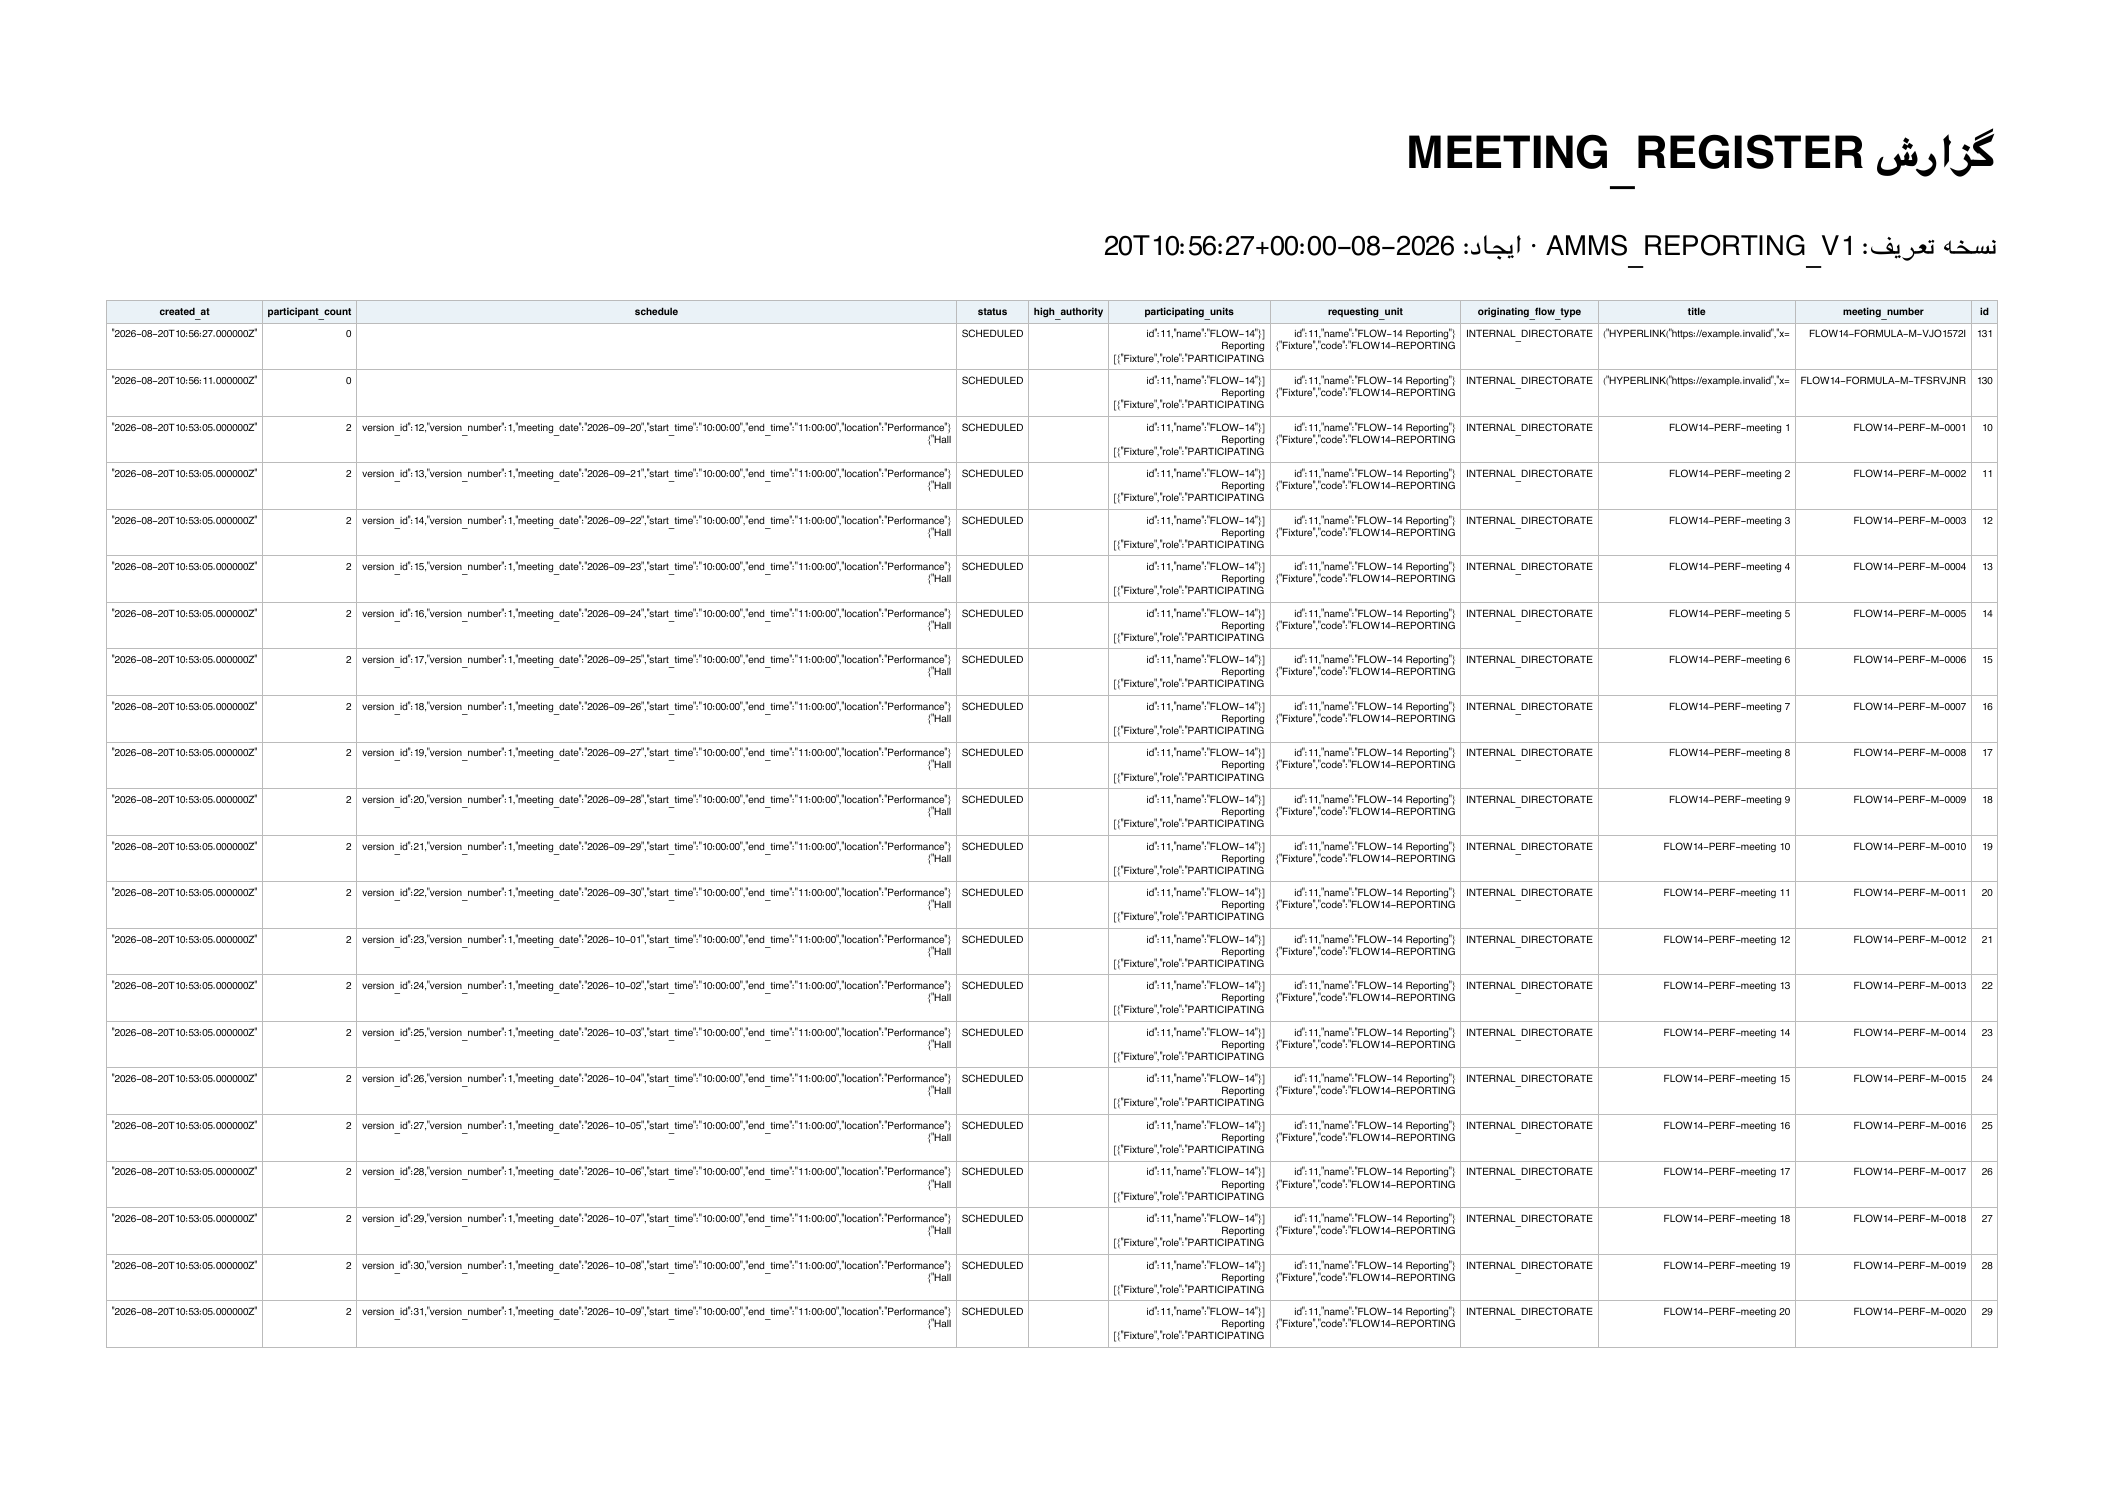 گزارش MEETING_REGISTER
نسخه تعریف: AMMS_REPORTING_V1 · ایجاد: 20T10:56:27+00:00-08-2026
id meeting_number title originating_flow_type requesting_unit participating_units high_authority status schedule participant_count created_at
131 FLOW14-FORMULA-M-VJO1572I ("HYPERLINK("https://example.invalid","x= INTERNAL_DIRECTORATE id":11,"name":"FLOW-14 Reporting"} id":11,"name":"FLOW-14"}] SCHEDULED 0 "2026-08-20T10:56:27.000000Z"
{"Fixture","code":"FLOW14-REPORTING Reporting
[{"Fixture","role":"PARTICIPATING
130 FLOW14-FORMULA-M-TFSRVJNR ("HYPERLINK("https://example.invalid","x= INTERNAL_DIRECTORATE id":11,"name":"FLOW-14 Reporting"} id":11,"name":"FLOW-14"}] SCHEDULED 0 "2026-08-20T10:56:11.000000Z"
{"Fixture","code":"FLOW14-REPORTING Reporting
[{"Fixture","role":"PARTICIPATING
10 FLOW14-PERF-M-0001 FLOW14-PERF-meeting 1 INTERNAL_DIRECTORATE id":11,"name":"FLOW-14 Reporting"} id":11,"name":"FLOW-14"}] SCHEDULED version_id":12,"version_number":1,"meeting_date":"2026-09-20","start_time":"10:00:00","end_time":"11:00:00","location":"Performance"} 2 "2026-08-20T10:53:05.000000Z"
{"Fixture","code":"FLOW14-REPORTING Reporting {"Hall
[{"Fixture","role":"PARTICIPATING
11 FLOW14-PERF-M-0002 FLOW14-PERF-meeting 2 INTERNAL_DIRECTORATE id":11,"name":"FLOW-14 Reporting"} id":11,"name":"FLOW-14"}] SCHEDULED version_id":13,"version_number":1,"meeting_date":"2026-09-21","start_time":"10:00:00","end_time":"11:00:00","location":"Performance"} 2 "2026-08-20T10:53:05.000000Z"
{"Fixture","code":"FLOW14-REPORTING Reporting {"Hall
[{"Fixture","role":"PARTICIPATING
12 FLOW14-PERF-M-0003 FLOW14-PERF-meeting 3 INTERNAL_DIRECTORATE id":11,"name":"FLOW-14 Reporting"} id":11,"name":"FLOW-14"}] SCHEDULED version_id":14,"version_number":1,"meeting_date":"2026-09-22","start_time":"10:00:00","end_time":"11:00:00","location":"Performance"} 2 "2026-08-20T10:53:05.000000Z"
{"Fixture","code":"FLOW14-REPORTING Reporting {"Hall
[{"Fixture","role":"PARTICIPATING
13 FLOW14-PERF-M-0004 FLOW14-PERF-meeting 4 INTERNAL_DIRECTORATE id":11,"name":"FLOW-14 Reporting"} id":11,"name":"FLOW-14"}] SCHEDULED version_id":15,"version_number":1,"meeting_date":"2026-09-23","start_time":"10:00:00","end_time":"11:00:00","location":"Performance"} 2 "2026-08-20T10:53:05.000000Z"
{"Fixture","code":"FLOW14-REPORTING Reporting {"Hall
[{"Fixture","role":"PARTICIPATING
14 FLOW14-PERF-M-0005 FLOW14-PERF-meeting 5 INTERNAL_DIRECTORATE id":11,"name":"FLOW-14 Reporting"} id":11,"name":"FLOW-14"}] SCHEDULED version_id":16,"version_number":1,"meeting_date":"2026-09-24","start_time":"10:00:00","end_time":"11:00:00","location":"Performance"} 2 "2026-08-20T10:53:05.000000Z"
{"Fixture","code":"FLOW14-REPORTING Reporting {"Hall
[{"Fixture","role":"PARTICIPATING
15 FLOW14-PERF-M-0006 FLOW14-PERF-meeting 6 INTERNAL_DIRECTORATE id":11,"name":"FLOW-14 Reporting"} id":11,"name":"FLOW-14"}] SCHEDULED version_id":17,"version_number":1,"meeting_date":"2026-09-25","start_time":"10:00:00","end_time":"11:00:00","location":"Performance"} 2 "2026-08-20T10:53:05.000000Z"
{"Fixture","code":"FLOW14-REPORTING Reporting {"Hall
[{"Fixture","role":"PARTICIPATING
16 FLOW14-PERF-M-0007 FLOW14-PERF-meeting 7 INTERNAL_DIRECTORATE id":11,"name":"FLOW-14 Reporting"} id":11,"name":"FLOW-14"}] SCHEDULED version_id":18,"version_number":1,"meeting_date":"2026-09-26","start_time":"10:00:00","end_time":"11:00:00","location":"Performance"} 2 "2026-08-20T10:53:05.000000Z"
{"Fixture","code":"FLOW14-REPORTING Reporting {"Hall
[{"Fixture","role":"PARTICIPATING
17 FLOW14-PERF-M-0008 FLOW14-PERF-meeting 8 INTERNAL_DIRECTORATE id":11,"name":"FLOW-14 Reporting"} id":11,"name":"FLOW-14"}] SCHEDULED version_id":19,"version_number":1,"meeting_date":"2026-09-27","start_time":"10:00:00","end_time":"11:00:00","location":"Performance"} 2 "2026-08-20T10:53:05.000000Z"
{"Fixture","code":"FLOW14-REPORTING Reporting {"Hall
[{"Fixture","role":"PARTICIPATING
18 FLOW14-PERF-M-0009 FLOW14-PERF-meeting 9 INTERNAL_DIRECTORATE id":11,"name":"FLOW-14 Reporting"} id":11,"name":"FLOW-14"}] SCHEDULED version_id":20,"version_number":1,"meeting_date":"2026-09-28","start_time":"10:00:00","end_time":"11:00:00","location":"Performance"} 2 "2026-08-20T10:53:05.000000Z"
{"Fixture","code":"FLOW14-REPORTING Reporting {"Hall
[{"Fixture","role":"PARTICIPATING
19 FLOW14-PERF-M-0010 FLOW14-PERF-meeting 10 INTERNAL_DIRECTORATE id":11,"name":"FLOW-14 Reporting"} id":11,"name":"FLOW-14"}] SCHEDULED version_id":21,"version_number":1,"meeting_date":"2026-09-29","start_time":"10:00:00","end_time":"11:00:00","location":"Performance"} 2 "2026-08-20T10:53:05.000000Z"
{"Fixture","code":"FLOW14-REPORTING Reporting {"Hall
[{"Fixture","role":"PARTICIPATING
20 FLOW14-PERF-M-0011 FLOW14-PERF-meeting 11 INTERNAL_DIRECTORATE id":11,"name":"FLOW-14 Reporting"} id":11,"name":"FLOW-14"}] SCHEDULED version_id":22,"version_number":1,"meeting_date":"2026-09-30","start_time":"10:00:00","end_time":"11:00:00","location":"Performance"} 2 "2026-08-20T10:53:05.000000Z"
{"Fixture","code":"FLOW14-REPORTING Reporting {"Hall
[{"Fixture","role":"PARTICIPATING
21 FLOW14-PERF-M-0012 FLOW14-PERF-meeting 12 INTERNAL_DIRECTORATE id":11,"name":"FLOW-14 Reporting"} id":11,"name":"FLOW-14"}] SCHEDULED version_id":23,"version_number":1,"meeting_date":"2026-10-01","start_time":"10:00:00","end_time":"11:00:00","location":"Performance"} 2 "2026-08-20T10:53:05.000000Z"
{"Fixture","code":"FLOW14-REPORTING Reporting {"Hall
[{"Fixture","role":"PARTICIPATING
22 FLOW14-PERF-M-0013 FLOW14-PERF-meeting 13 INTERNAL_DIRECTORATE id":11,"name":"FLOW-14 Reporting"} id":11,"name":"FLOW-14"}] SCHEDULED version_id":24,"version_number":1,"meeting_date":"2026-10-02","start_time":"10:00:00","end_time":"11:00:00","location":"Performance"} 2 "2026-08-20T10:53:05.000000Z"
{"Fixture","code":"FLOW14-REPORTING Reporting {"Hall
[{"Fixture","role":"PARTICIPATING
23 FLOW14-PERF-M-0014 FLOW14-PERF-meeting 14 INTERNAL_DIRECTORATE id":11,"name":"FLOW-14 Reporting"} id":11,"name":"FLOW-14"}] SCHEDULED version_id":25,"version_number":1,"meeting_date":"2026-10-03","start_time":"10:00:00","end_time":"11:00:00","location":"Performance"} 2 "2026-08-20T10:53:05.000000Z"
{"Fixture","code":"FLOW14-REPORTING Reporting {"Hall
[{"Fixture","role":"PARTICIPATING
24 FLOW14-PERF-M-0015 FLOW14-PERF-meeting 15 INTERNAL_DIRECTORATE id":11,"name":"FLOW-14 Reporting"} id":11,"name":"FLOW-14"}] SCHEDULED version_id":26,"version_number":1,"meeting_date":"2026-10-04","start_time":"10:00:00","end_time":"11:00:00","location":"Performance"} 2 "2026-08-20T10:53:05.000000Z"
{"Fixture","code":"FLOW14-REPORTING Reporting {"Hall
[{"Fixture","role":"PARTICIPATING
25 FLOW14-PERF-M-0016 FLOW14-PERF-meeting 16 INTERNAL_DIRECTORATE id":11,"name":"FLOW-14 Reporting"} id":11,"name":"FLOW-14"}] SCHEDULED version_id":27,"version_number":1,"meeting_date":"2026-10-05","start_time":"10:00:00","end_time":"11:00:00","location":"Performance"} 2 "2026-08-20T10:53:05.000000Z"
{"Fixture","code":"FLOW14-REPORTING Reporting {"Hall
[{"Fixture","role":"PARTICIPATING
26 FLOW14-PERF-M-0017 FLOW14-PERF-meeting 17 INTERNAL_DIRECTORATE id":11,"name":"FLOW-14 Reporting"} id":11,"name":"FLOW-14"}] SCHEDULED version_id":28,"version_number":1,"meeting_date":"2026-10-06","start_time":"10:00:00","end_time":"11:00:00","location":"Performance"} 2 "2026-08-20T10:53:05.000000Z"
{"Fixture","code":"FLOW14-REPORTING Reporting {"Hall
[{"Fixture","role":"PARTICIPATING
27 FLOW14-PERF-M-0018 FLOW14-PERF-meeting 18 INTERNAL_DIRECTORATE id":11,"name":"FLOW-14 Reporting"} id":11,"name":"FLOW-14"}] SCHEDULED version_id":29,"version_number":1,"meeting_date":"2026-10-07","start_time":"10:00:00","end_time":"11:00:00","location":"Performance"} 2 "2026-08-20T10:53:05.000000Z"
{"Fixture","code":"FLOW14-REPORTING Reporting {"Hall
[{"Fixture","role":"PARTICIPATING
28 FLOW14-PERF-M-0019 FLOW14-PERF-meeting 19 INTERNAL_DIRECTORATE id":11,"name":"FLOW-14 Reporting"} id":11,"name":"FLOW-14"}] SCHEDULED version_id":30,"version_number":1,"meeting_date":"2026-10-08","start_time":"10:00:00","end_time":"11:00:00","location":"Performance"} 2 "2026-08-20T10:53:05.000000Z"
{"Fixture","code":"FLOW14-REPORTING Reporting {"Hall
[{"Fixture","role":"PARTICIPATING
29 FLOW14-PERF-M-0020 FLOW14-PERF-meeting 20 INTERNAL_DIRECTORATE id":11,"name":"FLOW-14 Reporting"} id":11,"name":"FLOW-14"}] SCHEDULED version_id":31,"version_number":1,"meeting_date":"2026-10-09","start_time":"10:00:00","end_time":"11:00:00","location":"Performance"} 2 "2026-08-20T10:53:05.000000Z"
{"Fixture","code":"FLOW14-REPORTING Reporting {"Hall
[{"Fixture","role":"PARTICIPATING